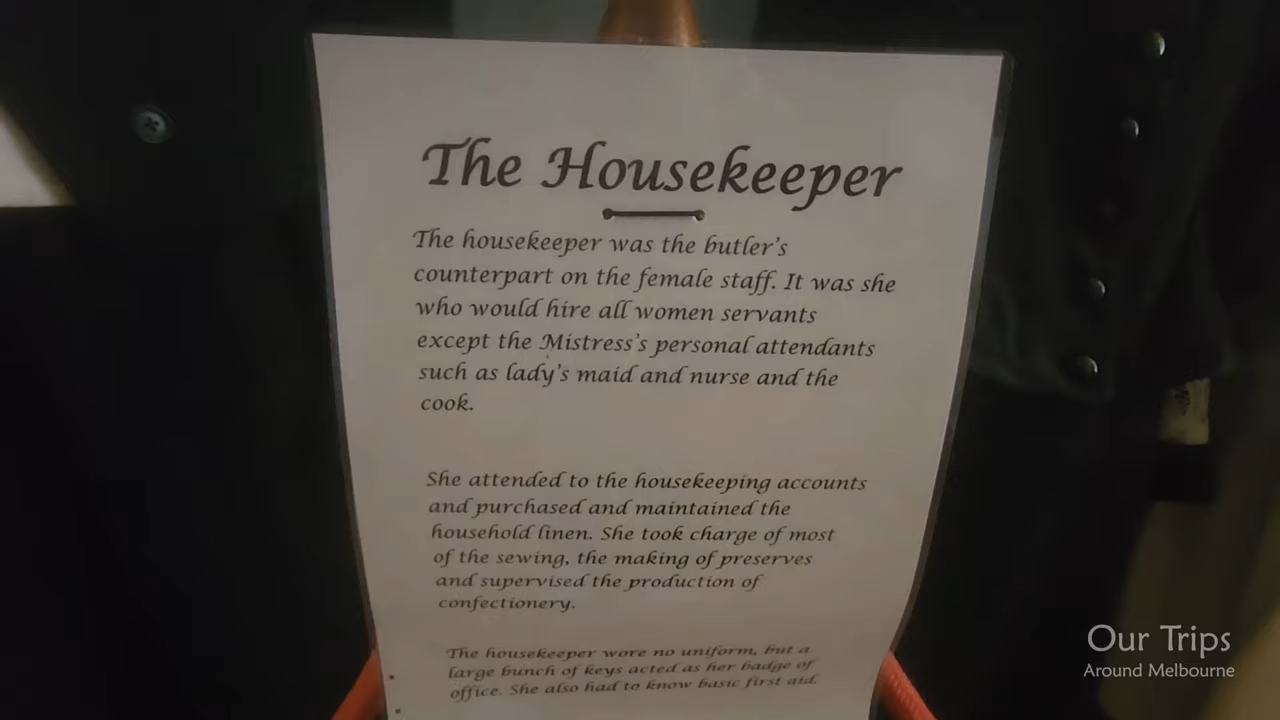 The Housekeeper
The housekeeper was the butler's
counterpart on the female staff. It was she
who would hire all women servants
except the Mistress's personal attendants
such as lady's maid and nurse and the
cook.
She attended to the housekeeping accounts
and purchased and maintained the
household linen. She took charge of most
of the sewing, the making of preserves
and supervised the production of
confectionery.
The housekeeper wore no uniform, but a
large bunch of keys acted as her badge of
office. She also had to know basic first aid.
Our Trips
Around Melbourne